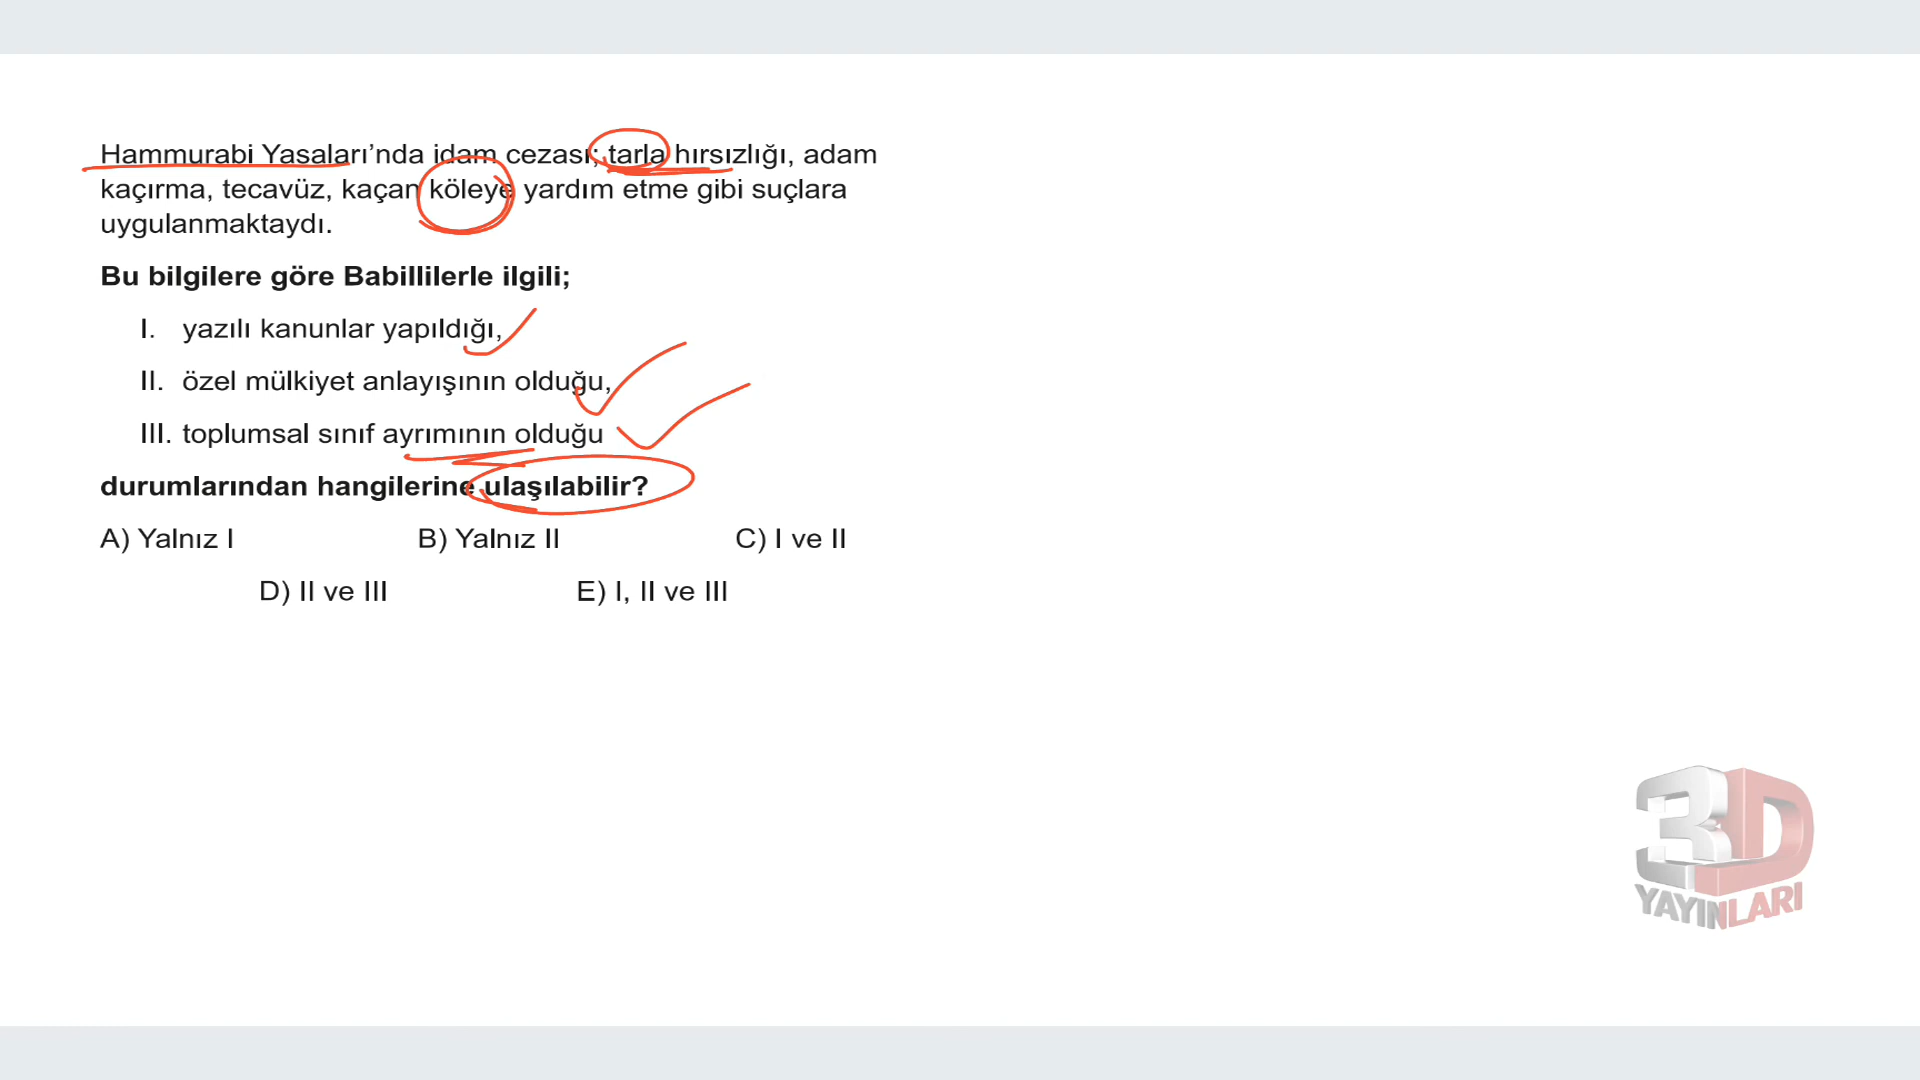 Hammurabi Yasaları’nda idam cezası; tarla hırsızlığı, adam
kaçırma, tecavüz, kaçan köleye yardım etme gibi suçlara
uygulanmaktaydı.
Bu bilgilere göre Babillilerle ilgili;
I. yazılı kanunlar yapıldığı,
II. özel mülkiyet anlayışının olduğu,
III. toplumsal sınıf ayrımının olduğu
durumlarından hangilerine ulaşılabilir?
A) Yalnız I B) Yalnız II C) I ve II
D) II ve III E) I, II ve III
3D
YAYINLARI